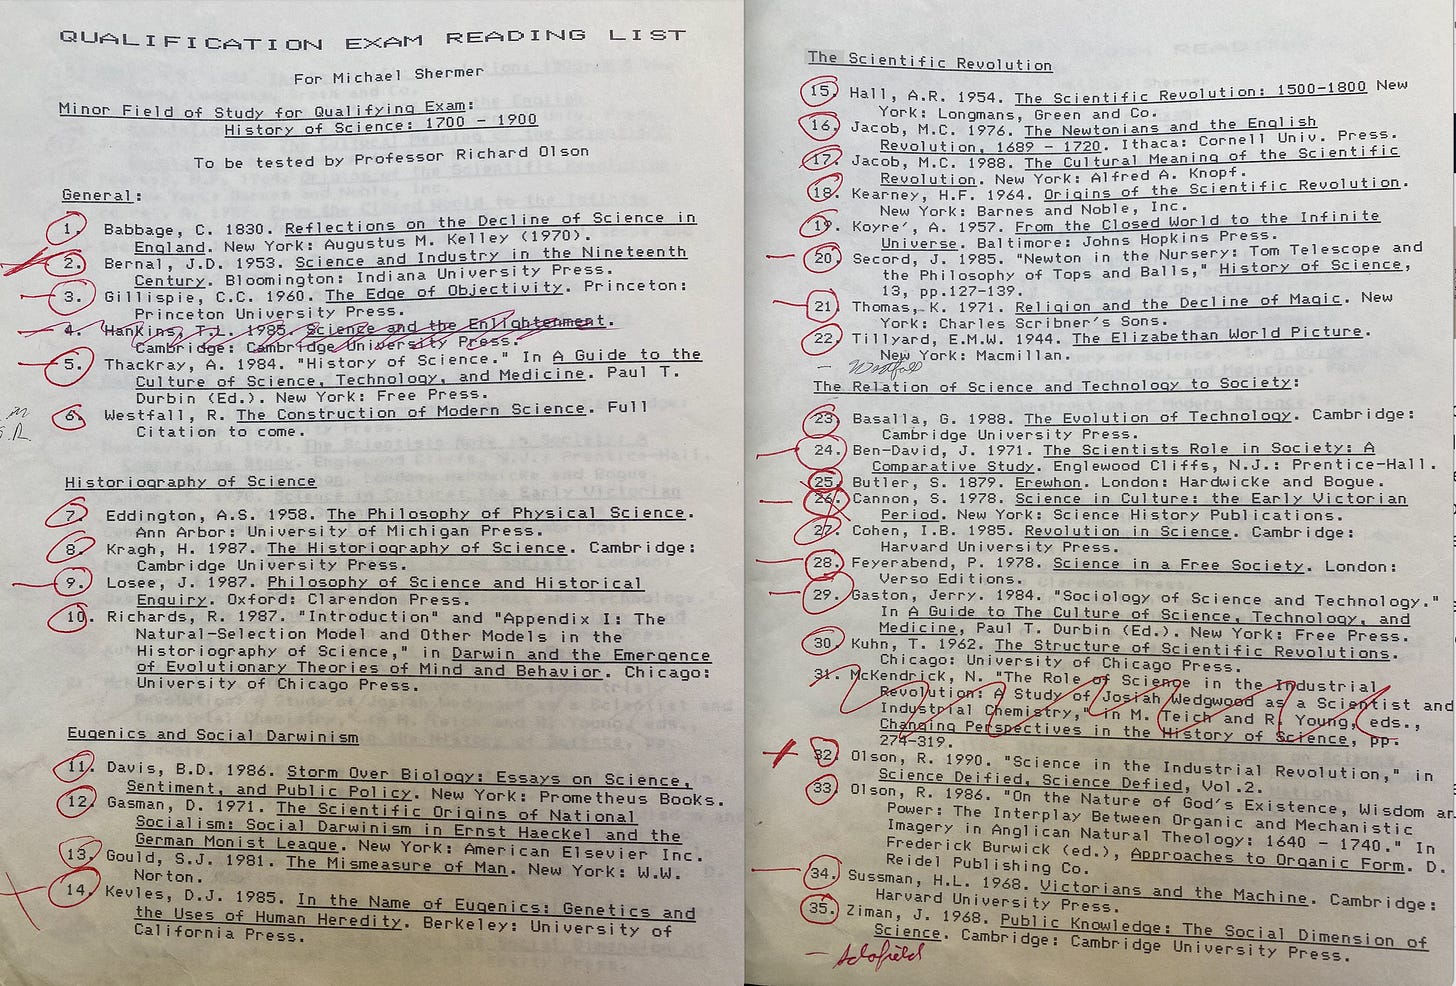 QUALIFICATION EXAM READING LIST
For Michael Shermer
Minor Field of Study for Qualifying Exam:
History of Science: 1700 - 1900
To be tested by Professor Richard Olson
General:
1. Babbage, C. 1830. Reflections on the Decline of Science in
England. New York: Augustus M. Kelley (1970).
2. Bernal, J.D. 1953. Science and Industry in the Nineteenth
Century. Bloomington: Indiana University Press.
3. Gillispie, C.C. 1960. The Edge of Objectivity. Princeton:
Princeton University Press.
4. Hankins, T.L. 1985. Science and the Enlightenment.
Cambridge: Cambridge University Press.
5. Thackray, A. 1984. "History of Science." In A Guide to the
Culture of Science, Technology, and Medicine. Paul T.
Durbin (Ed.). New York: Free Press.
6. Westfall, R. The Construction of Modern Science. Full
Citation to come.
Historiography of Science
7. Eddington, A.S. 1958. The Philosophy of Physical Science.
Ann Arbor: University of Michigan Press.
8. Kragh, H. 1987. The Historiography of Science. Cambridge:
Cambridge University Press.
9. Losee, J. 1987. Philosophy of Science and Historical
Enquiry. Oxford: Clarendon Press.
10. Richards, R. 1987. "Introduction" and "Appendix I: The
Natural-Selection Model and Other Models in the
Historiography of Science," in Darwin and the Emergence
of Evolutionary Theories of Mind and Behavior. Chicago:
University of Chicago Press.
Eugenics and Social Darwinism
11. Davis, B.D. 1986. Storm Over Biology: Essays on Science,
Sentiment, and Public Policy. New York: Prometheus Books.
12. Gasman, D. 1971. The Scientific Origins of National
Socialism: Social Darwinism in Ernst Haeckel and the
German Monist League. New York: American Elsevier Inc.
13. Gould, S.J. 1981. The Mismeasure of Man. New York: W.W.
Norton.
14. Kevles, D.J. 1985. In the Name of Eugenics: Genetics and
the Uses of Human Heredity. Berkeley: University of
California Press.
The Scientific Revolution
15. Hall, A.R. 1954. The Scientific Revolution: 1500-1800 New
York: Longmans, Green and Co.
16. Jacob, M.C. 1976. The Newtonians and the English
Revolution, 1689 - 1720. Ithaca: Cornell Univ. Press.
17. Jacob, M.C. 1988. The Cultural Meaning of the Scientific
Revolution. New York: Alfred A. Knopf.
18. Kearney, H.F. 1964. Origins of the Scientific Revolution.
New York: Barnes and Noble, Inc.
19. Koyre', A. 1957. From the Closed World to the Infinite
Universe. Baltimore: Johns Hopkins Press.
20. Secord, J. 1985. "Newton in the Nursery: Tom Telescope and
the Philosophy of Tops and Balls," History of Science,
13, pp.127-139.
21. Thomas, K. 1971. Religion and the Decline of Magic. New
York: Charles Scribner's Sons.
22. Tillyard, E.M.W. 1944. The Elizabethan World Picture.
New York: Macmillan.
- Westfall
The Relation of Science and Technology to Society:
23. Basalla, G. 1988. The Evolution of Technology. Cambridge:
Cambridge University Press.
24. Ben-David, J. 1971. The Scientists Role in Society: A
Comparative Study. Englewood Cliffs, N.J.: Prentice-Hall.
25. Butler, S. 1879. Erewhon. London: Hardwicke and Bogue.
26. Cannon, S. 1978. Science in Culture: the Early Victorian
Period. New York: Science History Publications.
27. Cohen, I.B. 1985. Revolution in Science. Cambridge:
Harvard University Press.
28. Feyerabend, P. 1978. Science in a Free Society. London:
Verso Editions.
29. Gaston, Jerry. 1984. "Sociology of Science and Technology."
In A Guide to The Culture of Science, Technology, and
Medicine, Paul T. Durbin (Ed.). New York: Free Press.
30. Kuhn, T. 1962. The Structure of Scientific Revolutions.
Chicago: University of Chicago Press.
31. McKendrick, N. "The Role of Science in the Industrial
Revolution: A Study of Josiah Wedgwood as a Scientist and
Industrial Chemistry," in M. Teich and R. Young, eds.,
Changing Perspectives in the History of Science, pp.
274-319.
32. Olson, R. 1990. "Science in the Industrial Revolution," in
Science Deified, Science Defied, Vol.2.
33. Olson, R. 1986. "On the Nature of God's Existence, Wisdom an
Power: The Interplay Between Organic and Mechanistic
Imagery in Anglican Natural Theology: 1640 - 1740." In
Frederick Burwick (ed.), Approaches to Organic Form. D.
Reidel Publishing Co.
34. Sussman, H.L. 1968. Victorians and the Machine. Cambridge:
Harvard University Press.
35. Ziman, J. 1968. Public Knowledge: The Social Dimension of
Science. Cambridge: Cambridge University Press.